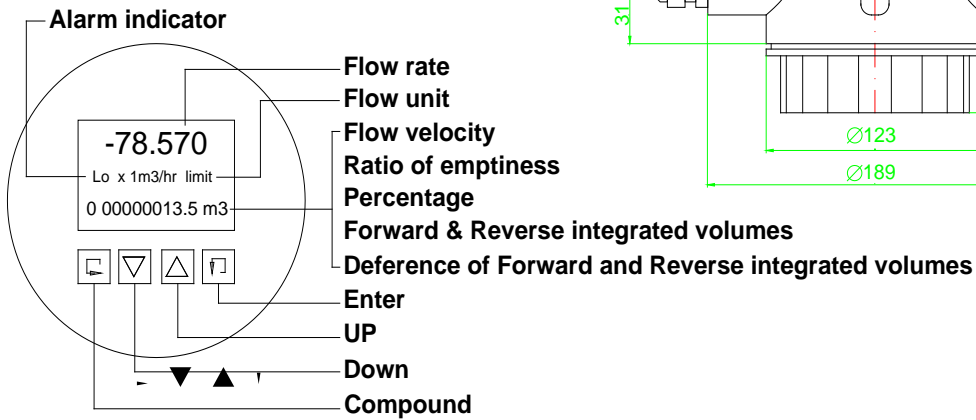 Alarm indicator
Flow rate
Flow unit
Flow velocity
Ratio of emptiness
Percentage
Forward & Reverse integrated volumes
Deference of Forward and Reverse integrated volumes
Enter
UP
Down
Compound
-78.570
Lo x 1m3/hr limit
0 00000013.5 m3
31
Ø123
Ø189